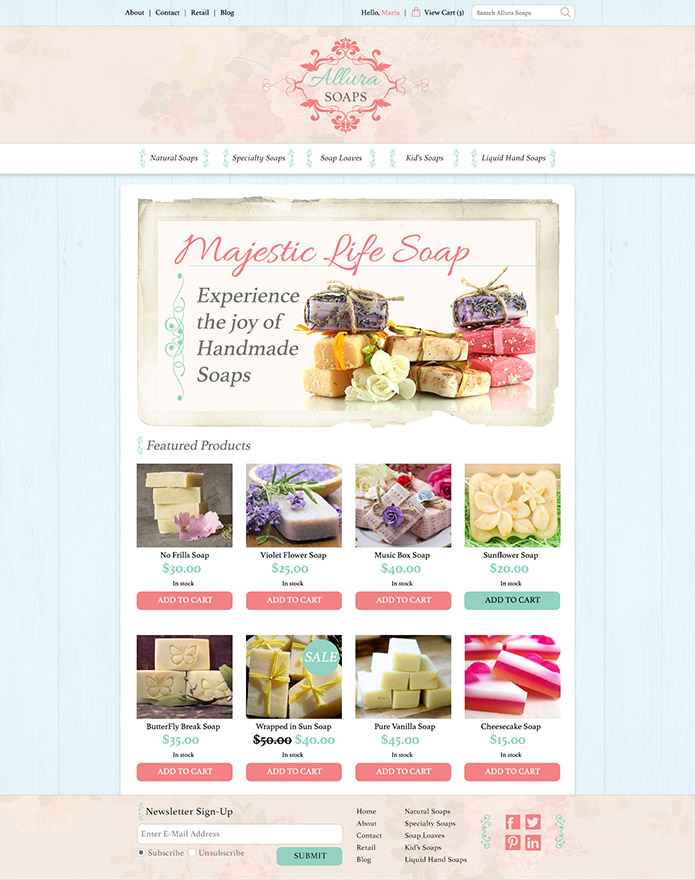 About | Contact | Retail | Blog
Hello, Maria | View Cart (3)
Search Allura Soaps
Allura
SOAPS
Natural Soaps
Specialty Soaps
Soap Loaves
Kid's Soaps
Liquid Hand Soaps
Majestic Life Soap
Experience
the joy of
Handmade
Soaps
Featured Products
No Frills Soap
$30.00
In stock
ADD TO CART
Violet Flower Soap
$25.00
In stock
ADD TO CART
Music Box Soap
$40.00
In stock
ADD TO CART
Sunflower Soap
$20.00
In stock
ADD TO CART
ButterFly Break Soap
$35.00
In stock
ADD TO CART
SALE
Wrapped in Sun Soap
$50.00 $40.00
In stock
ADD TO CART
Pure Vanilla Soap
$45.00
In stock
ADD TO CART
Cheesecake Soap
$15.00
In stock
ADD TO CART
Newsletter Sign-Up
Enter E-Mail Address
Subscribe Unsubscribe
SUBMIT
Home
About
Contact
Retail
Blog
Natural Soaps
Specialty Soaps
Soap Loaves
Kid's Soaps
Liquid Hand Soaps